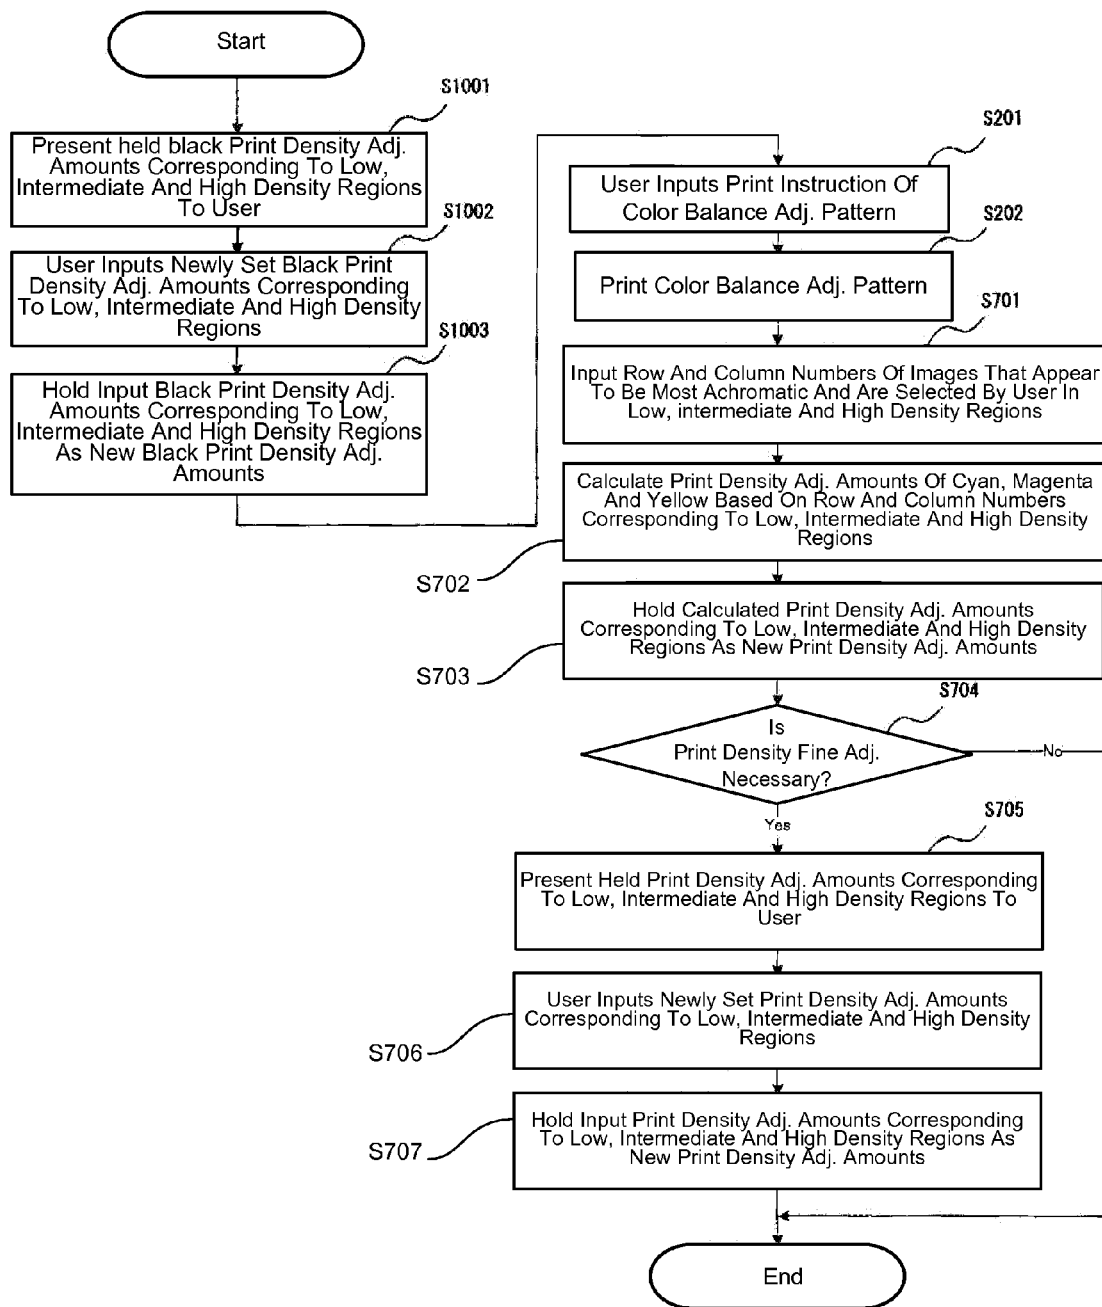 Start
S1001
Present held black Print Density Adj.
Amounts Corresponding To Low,
Intermediate And High Density Regions
To User
S1002
User Inputs Newly Set Black Print
Density Adj. Amounts Corresponding
To Low, Intermediate And High Density
Regions
S1003
Hold Input Black Print Density Adj.
Amounts Corresponding To Low,
Intermediate And High Density Regions
As New Black Print Density Adj.
Amounts
S201
User Inputs Print Instruction Of
Color Balance Adj. Pattern
S202
Print Color Balance Adj. Pattern
S701
Input Row And Column Numbers Of Images That Appear
To Be Most Achromatic And Are Selected By User In
Low, intermediate And High Density Regions
Calculate Print Density Adj. Amounts Of Cyan, Magenta
And Yellow Based On Row And Column Numbers
Corresponding To Low, Intermediate And High Density
Regions
S702
Hold Calculated Print Density Adj. Amounts
Corresponding To Low, Intermediate And High Density
Regions As New Print Density Adj. Amounts
S703
S704
Is
Print Density Fine Adj.
Necessary?
No
Yes
S705
Present Held Print Density Adj. Amounts Corresponding
To Low, Intermediate And High Density Regions To
User
User Inputs Newly Set Print Density Adj. Amounts
Corresponding To Low, Intermediate And High Density
Regions
S706
Hold Input Print Density Adj. Amounts Corresponding
To Low, Intermediate And High Density Regions As
New Print Density Adj. Amounts
S707
End